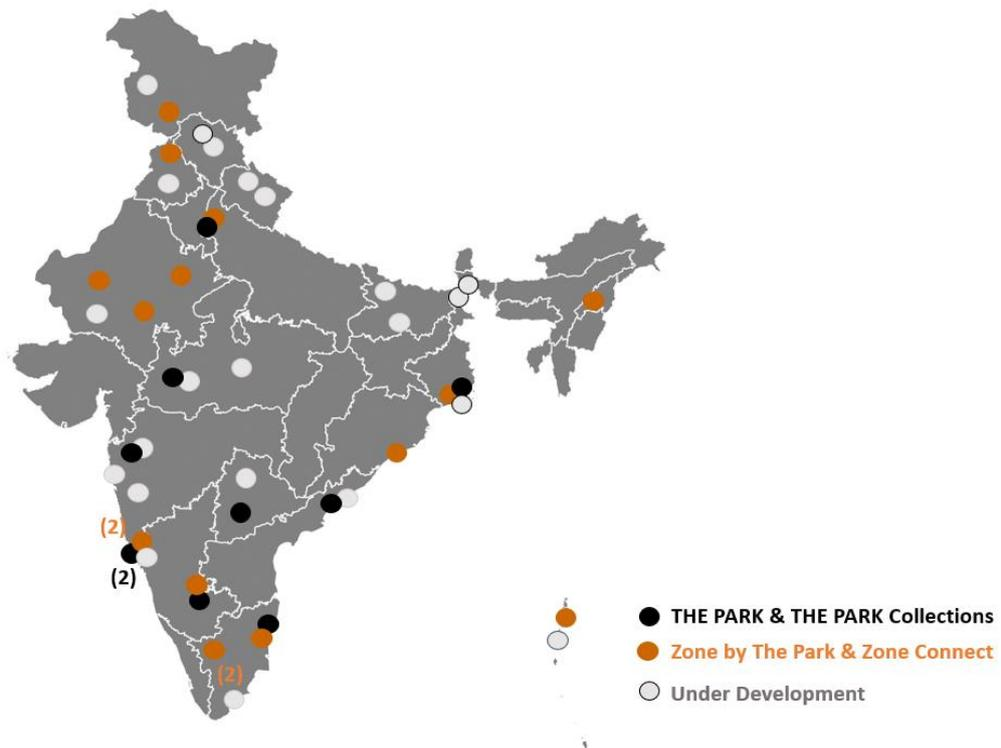 (2)
(2)
THE PARK & THE PARK Collections
Zone by The Park & Zone Connect
(2)
Under Development